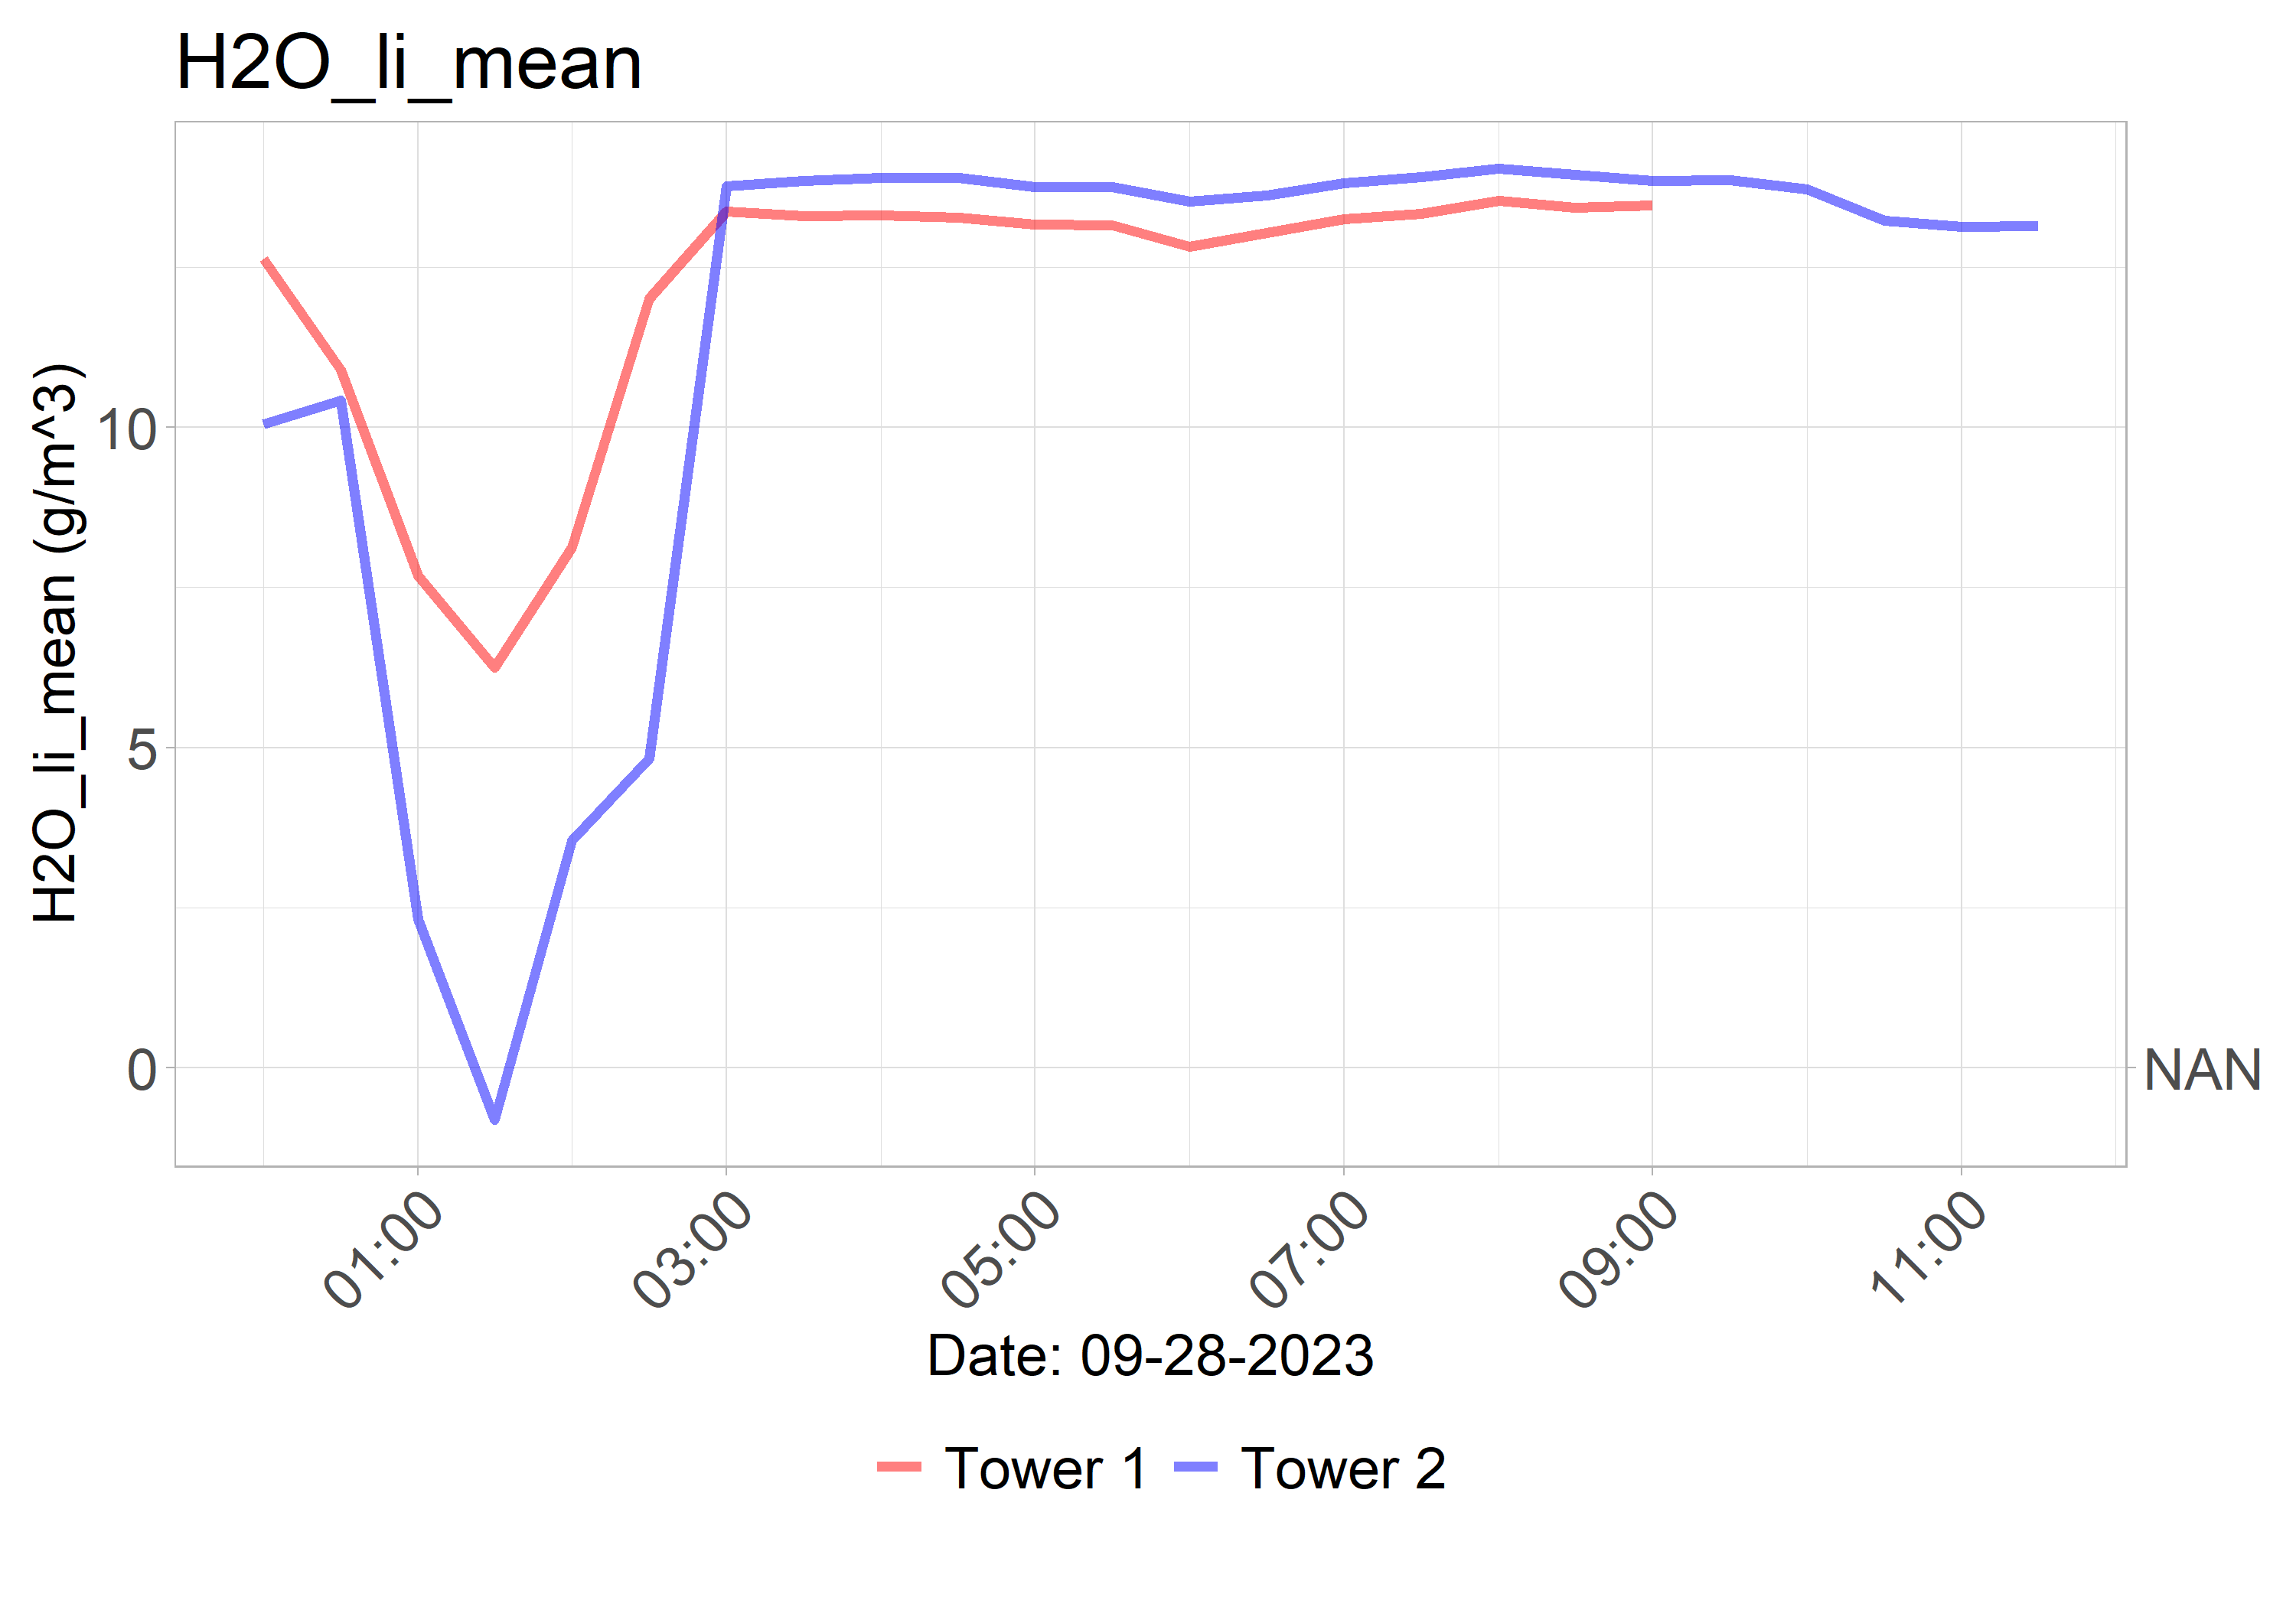 H2O_li_mean
H2O_li_mean (g/m^3)
10
5
0
NAN
01:00
03:00
05:00
07:00
09:00
11:00
Date: 09-28-2023
Tower 1
Tower 2